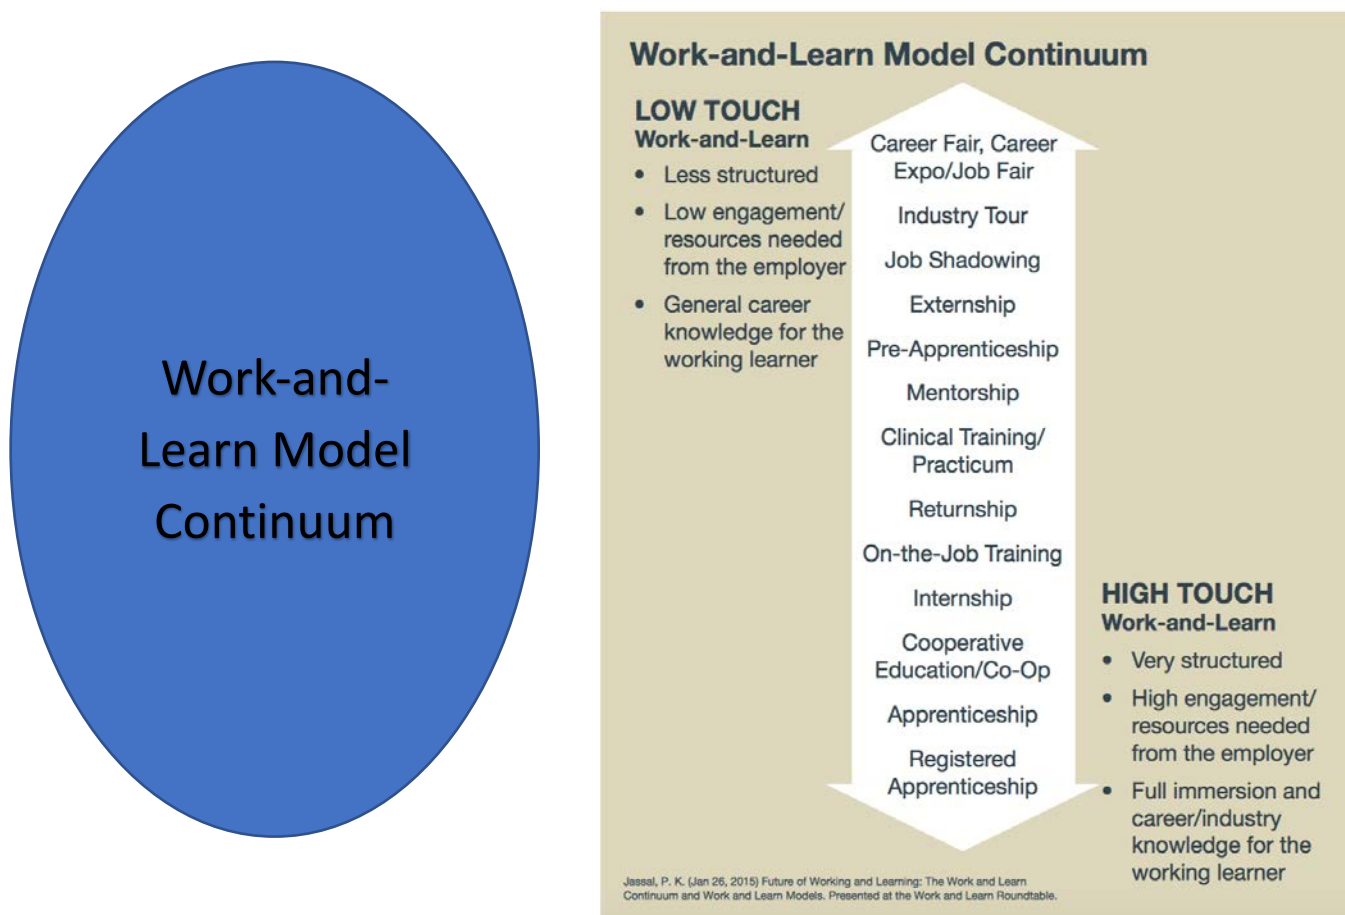 Work-and-
Learn Model
Continuum
Work-and-Learn Model Continuum
LOW TOUCH
Work-and-Learn
• Less structured
• Low engagement/
resources needed
from the employer
• General career
knowledge for the
working learner
Career Fair, Career
Expo/Job Fair
Industry Tour
Job Shadowing
Externship
Pre-Apprenticeship
Mentorship
Clinical Training/
Practicum
Returnship
On-the-Job Training
Internship
Cooperative
Education/Co-Op
Apprenticeship
Registered
Apprenticeship
HIGH TOUCH
Work-and-Learn
• Very structured
• High engagement/
resources needed
from the employer
• Full immersion and
career/industry
knowledge for the
working learner
Jassal, P. K. (Jan 26, 2015) Future of Working and Learning: The Work and Learn
Continuum and Work and Learn Models. Presented at the Work and Learn Roundtable.